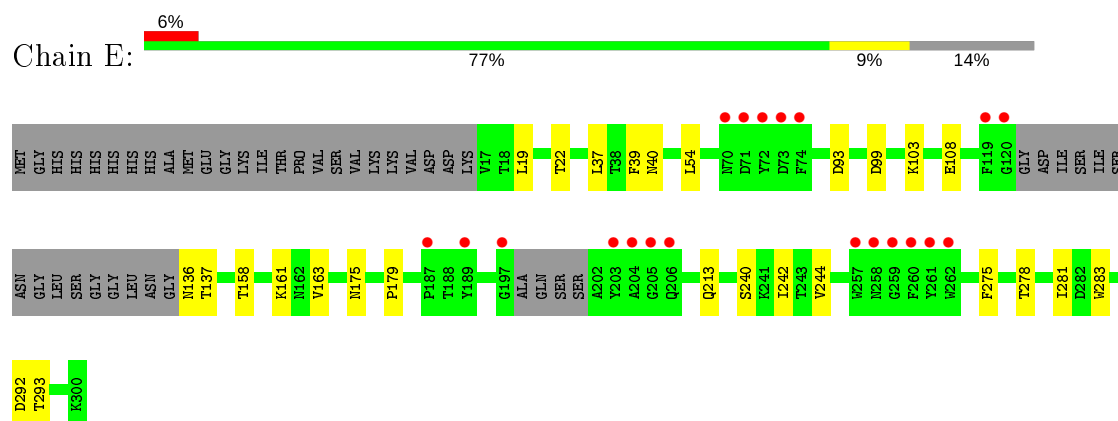 6%
Chain E:
77% 9% 14%
MET GLY HIS HIS HIS HIS HIS HIS HIS ALA MET GLU GLY LYS ILE THR PRO VAL SER VAL LYS LYS VAL ASP ASP LYS V17 T18 L19 T22 L37 T38 F39 N40 L54 N70 D71 Y72 D73 F74 D93 D99 K103 E108 F119 G120 GLY ASP ILE SER ILE SER
ASN GLY LEU SER GLY GLY LEU ASN GLY N136 T137 T158 K161 N162 V163 N175 P179 P187 T188 Y189 G197 ALA GLN SER SER A202 Y203 A204 G205 Q206 Q213 S240 K241 I242 T243 V244 W257 N258 G259 F260 Y261 W262 F275 T278 I281 D282 W283
D292 T293 K300